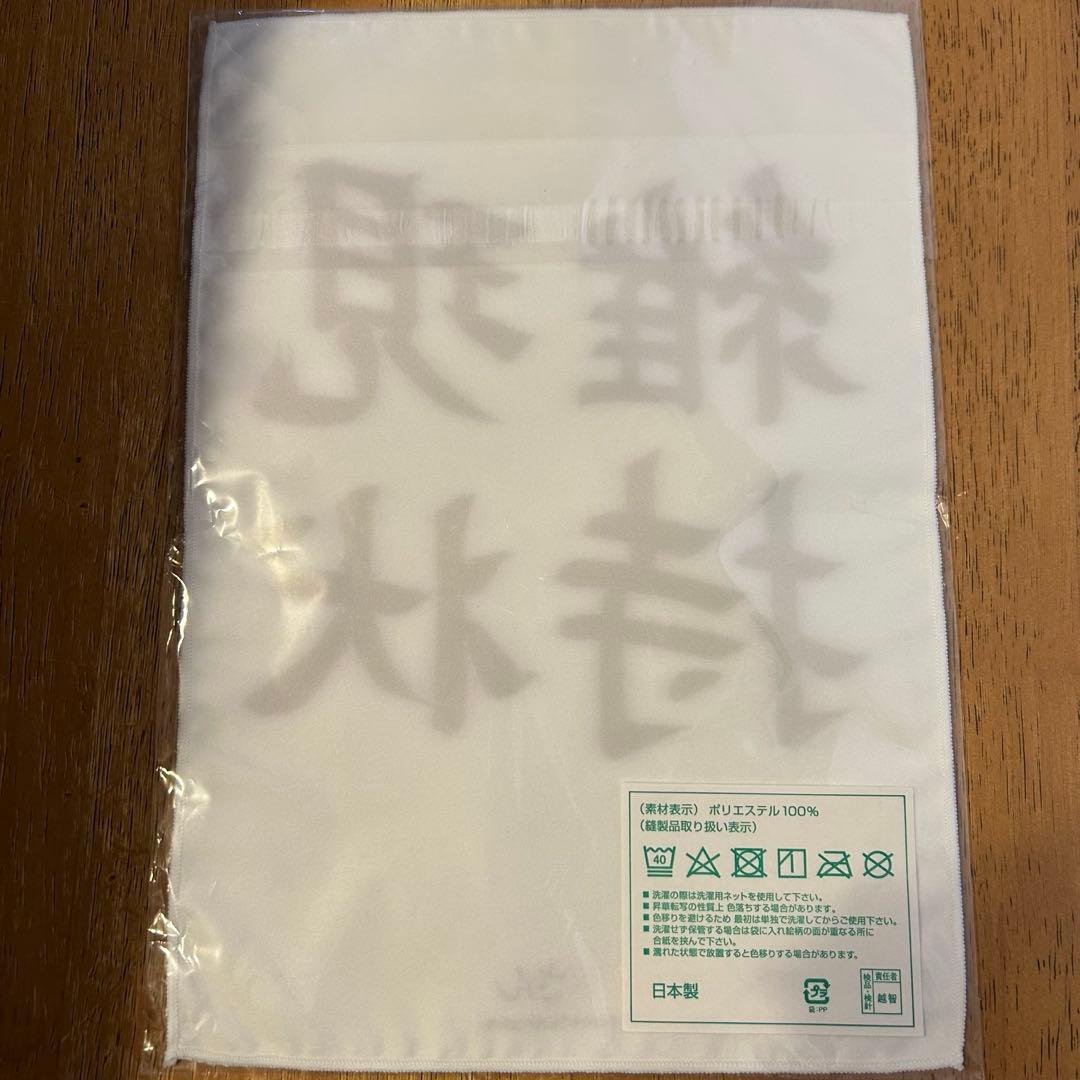 現状
維持
（素材表示） ポリエステル100%
（縫製品取り扱い表示）
40
■ 洗濯の際は洗濯用ネットを使用して下さい。
■ 昇華転写の性質上 色落ちする場合があります。
■ 色移りを避けるため 最初は単独で洗濯してからご使用下さい。
■ 洗濯せず保管する場合は袋に入れ絵柄の面が重なる所に
合紙を挟んで下さい。
■ 濡れた状態で放置すると色移りする場合があります。
日本製
プラ
袋:PP
検品・検針
責任者
越智